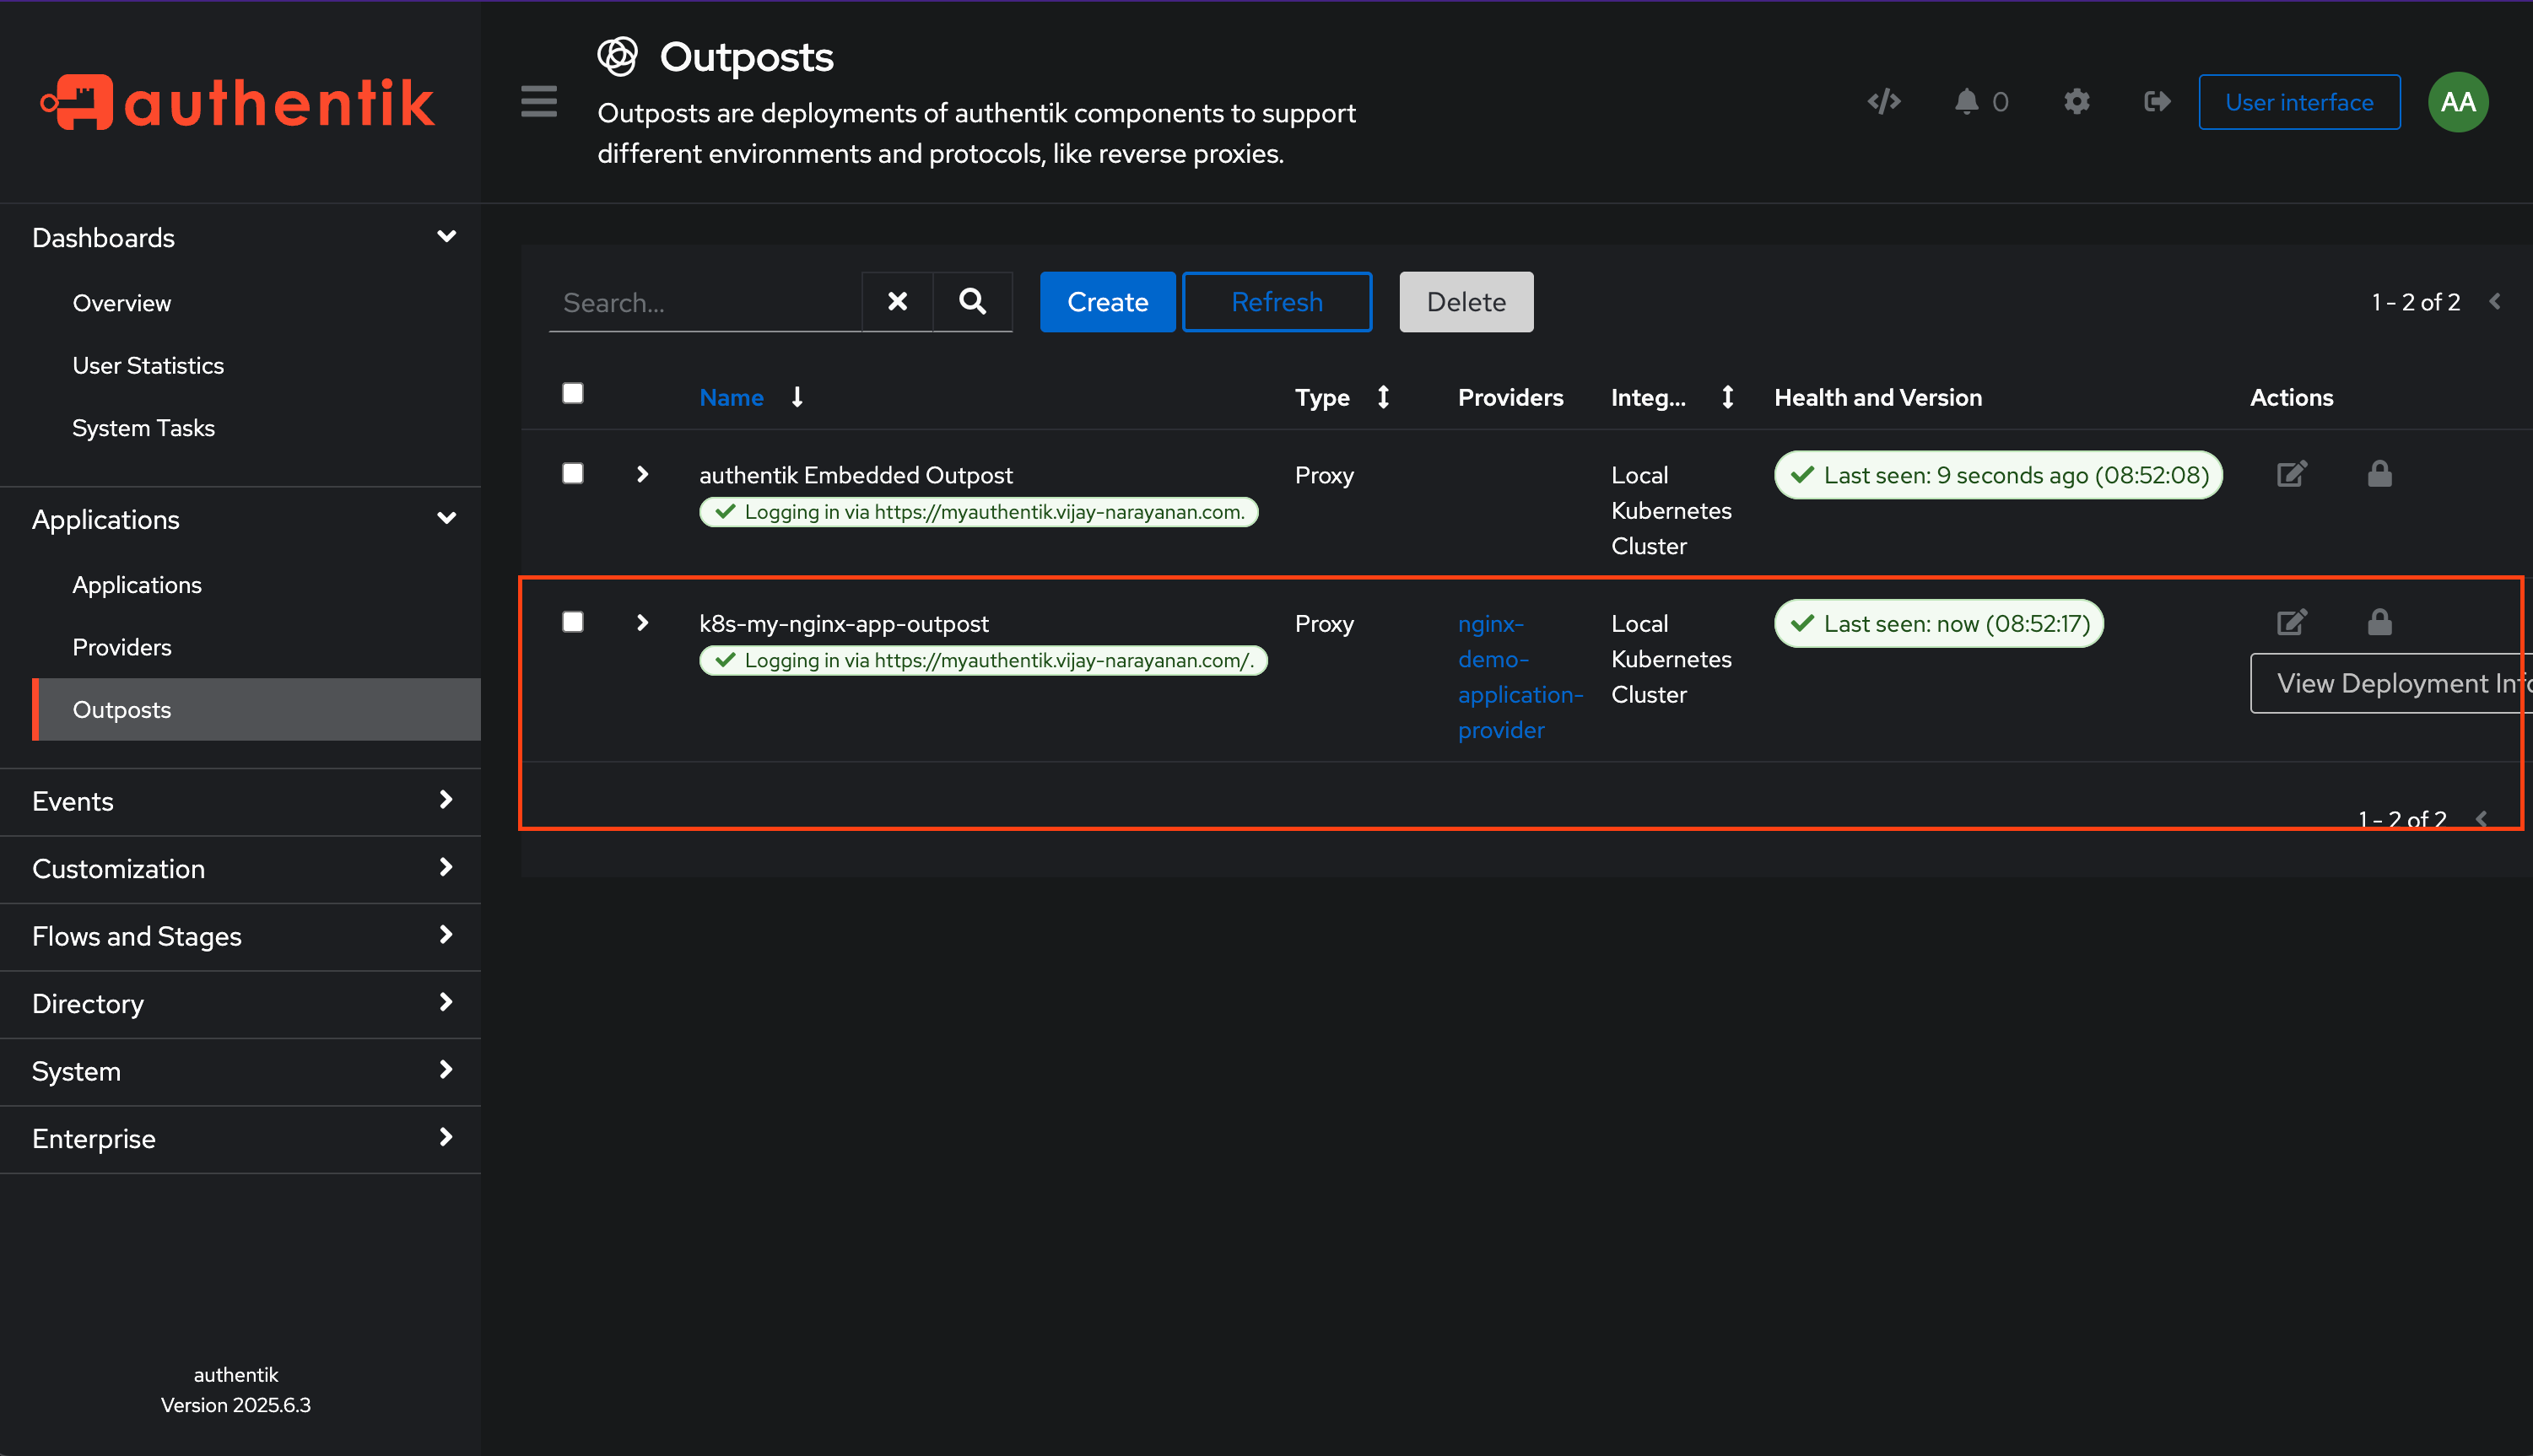 authentik
Outposts
Outposts are deployments of authentik components to support
different environments and protocols, like reverse proxies.
0
User interface
AA
Dashboards
Overview
User Statistics
System Tasks
Applications
Applications
Providers
Outposts
Events
Customization
Flows and Stages
Directory
System
Enterprise
authentik
Version 2025.6.3
Search...
Create
Refresh
Delete
1 - 2 of 2
Name
Type
Providers
Integ...
Health and Version
Actions
authentik Embedded Outpost
Logging in via https://myauthentik.vijay-narayanan.com.
Proxy
Local
Kubernetes
Cluster
Last seen: 9 seconds ago (08:52:08)
k8s-my-nginx-app-outpost
Logging in via https://myauthentik.vijay-narayanan.com/.
Proxy
nginx-
demo-
application-
provider
Local
Kubernetes
Cluster
Last seen: now (08:52:17)
View Deployment Info
1 - 2 of 2